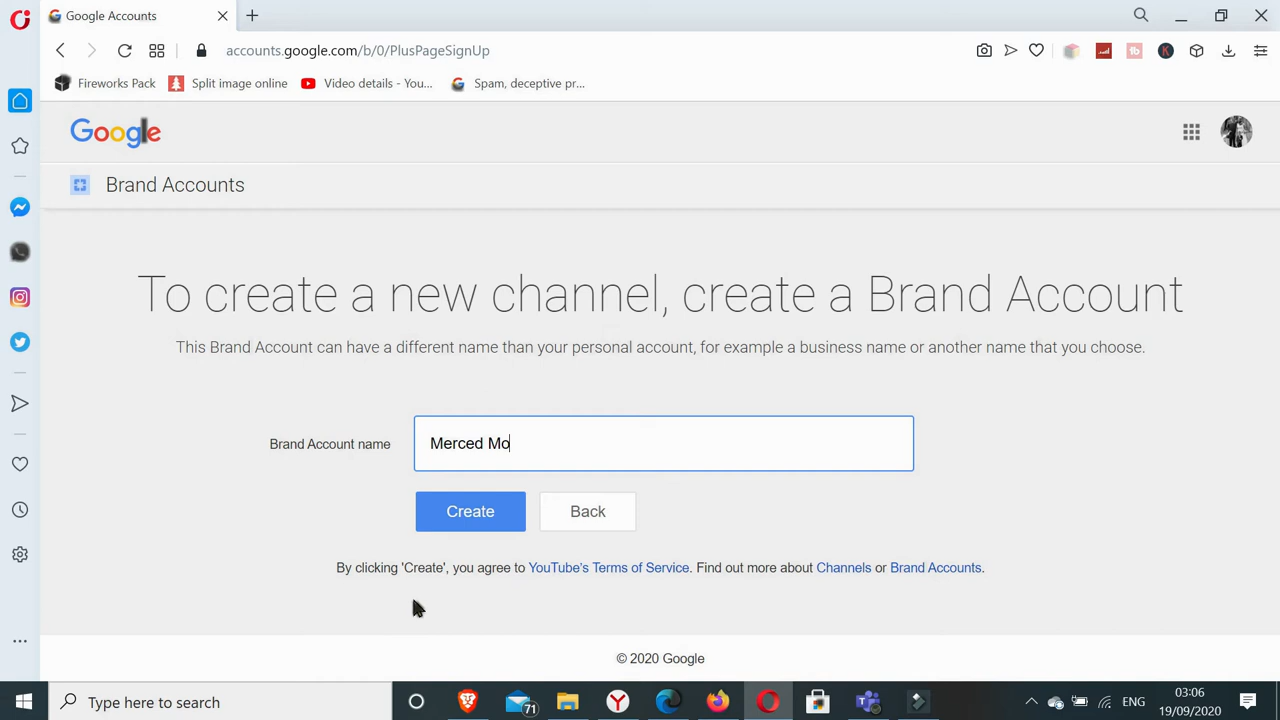 Google Accounts
accounts.google.com/b/0/PlusPageSignUp
Fireworks Pack Split image online Video details - You... Spam, deceptive pr...
Google
Brand Accounts
To create a new channel, create a Brand Account
This Brand Account can have a different name than your personal account, for example a business name or another name that you choose.
Brand Account name Merced Mo
Create Back
By clicking 'Create', you agree to YouTube's Terms of Service. Find out more about Channels or Brand Accounts.
© 2020 Google
Type here to search 71 ENG 03:06
19/09/2020